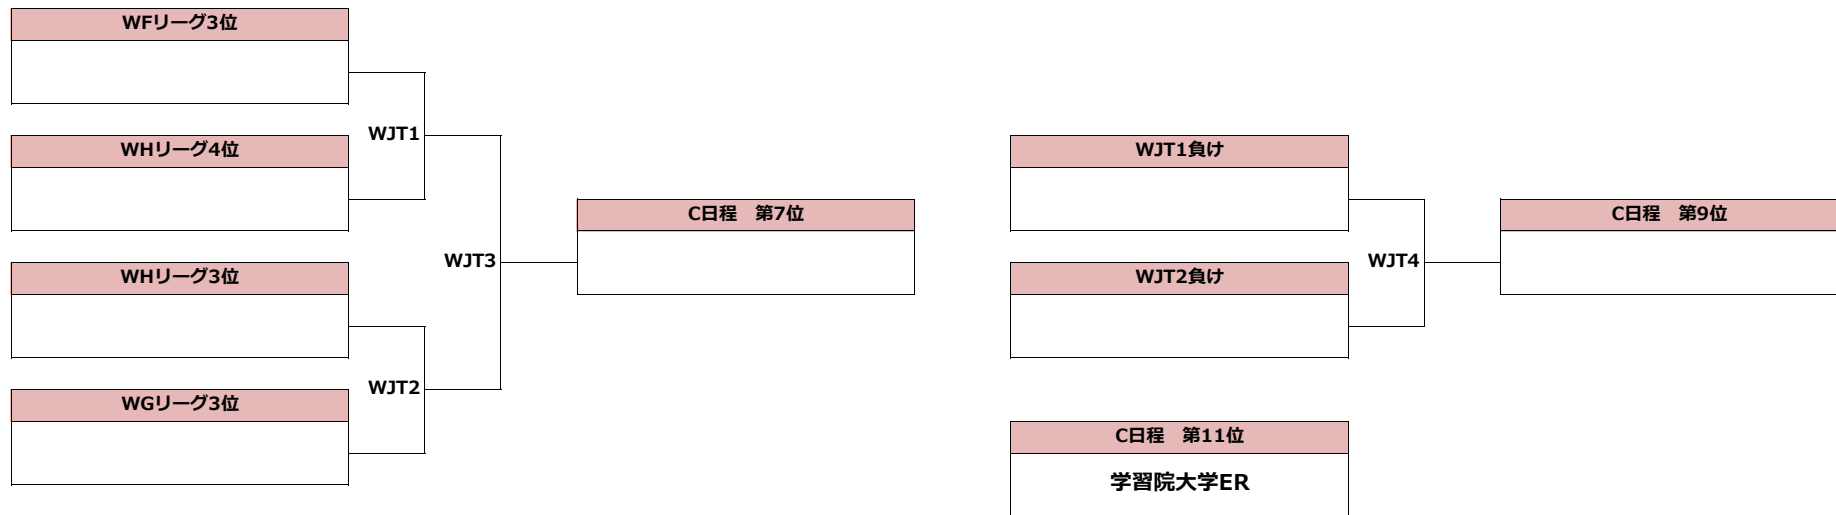 WFリーグ3位
WJT1
WHリーグ4位
C日程　第7位
WJT3
WHリーグ3位
WJT2
WGリーグ3位
WJT1負け
C日程　第9位
WJT4
WJT2負け
C日程　第11位
学習院大学ER